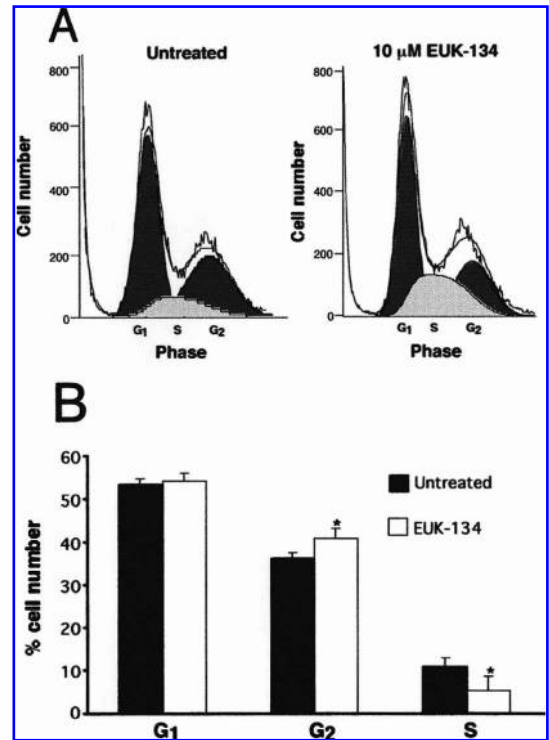 A
Untreated
10 µM EUK-134
Cell number
800
600
400
200
0
G1
S
G2
Phase
Cell number
800
600
400
200
0
G1
S
G2
Phase
B
% cell number
60
50
40
30
20
10
0
Untreated
EUK-134
*
*
G1
G2
S